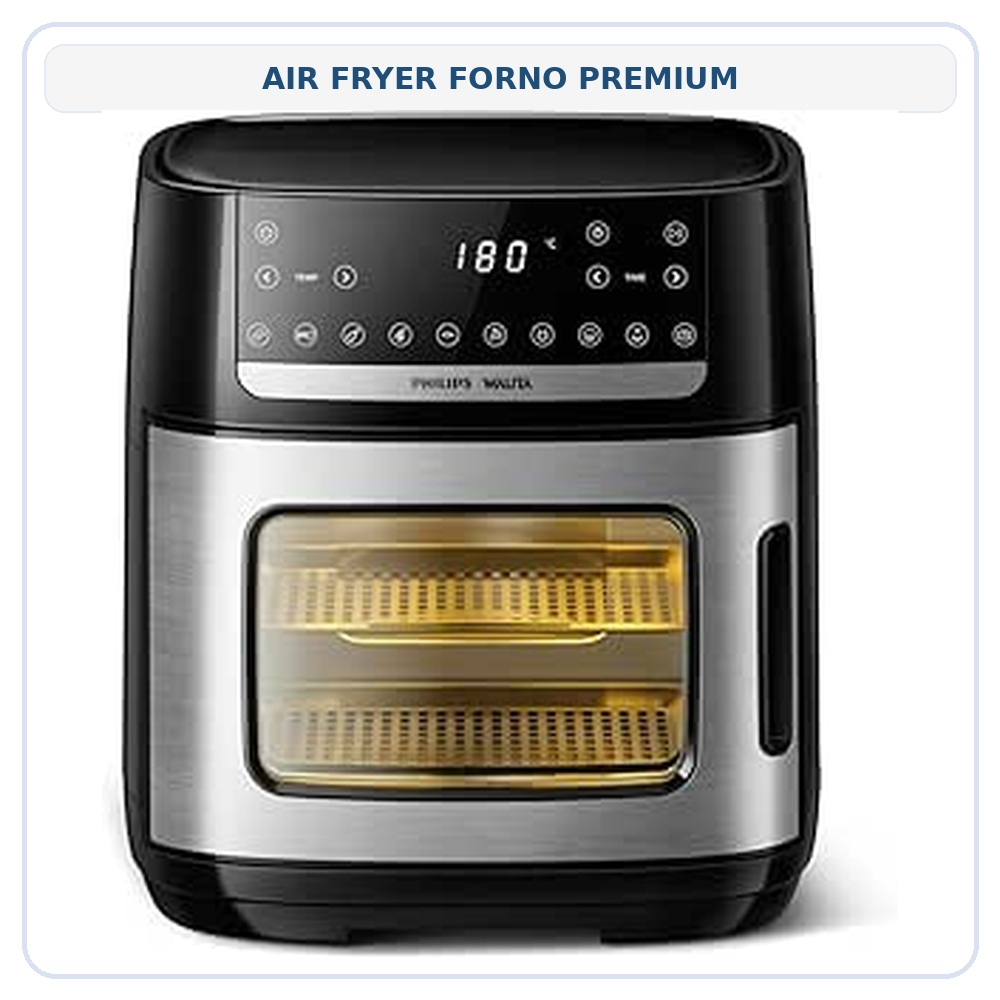 AIR FRYER FORNO PREMIUM
180 °C
TEMP TIME
PHILIPS WALITA